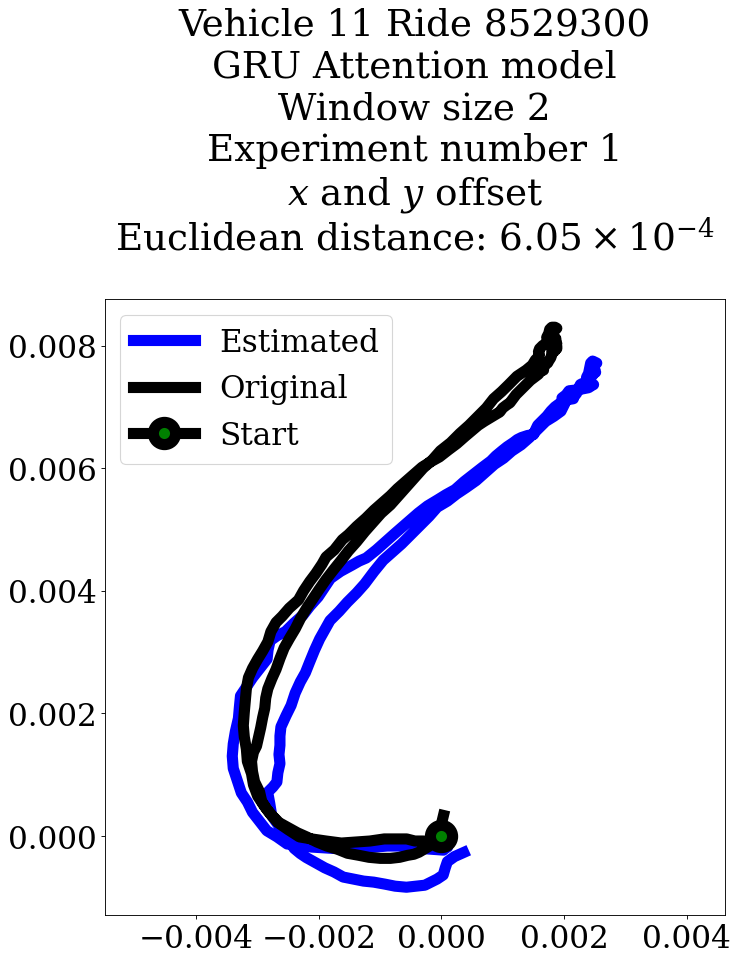 Vehicle 11 Ride 8529300
GRU Attention model
Window size 2
Experiment number 1
x and y offset
Euclidean distance: 6.05 × 10⁻⁴
Estimated
Original
Start
0.008
0.006
0.004
0.002
0.000
−0.004 −0.002 0.000 0.002 0.004